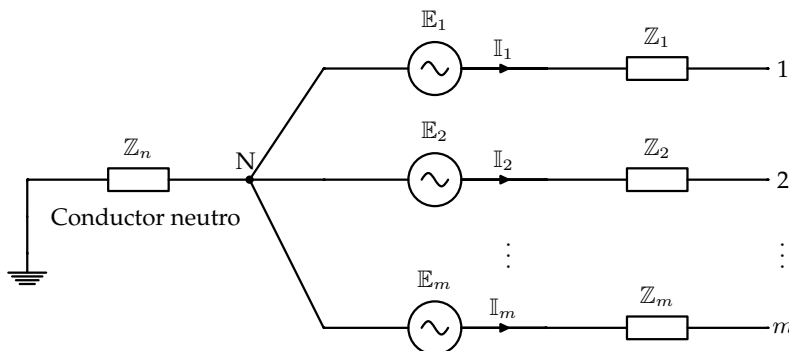 𝔼₁
𝕀₁
ℤ₁
1
𝔼₂
𝕀₂
ℤ₂
2
ℤₙ
N
Conductor neutro
⋮
⋮
𝔼ₘ
𝕀ₘ
ℤₘ
m